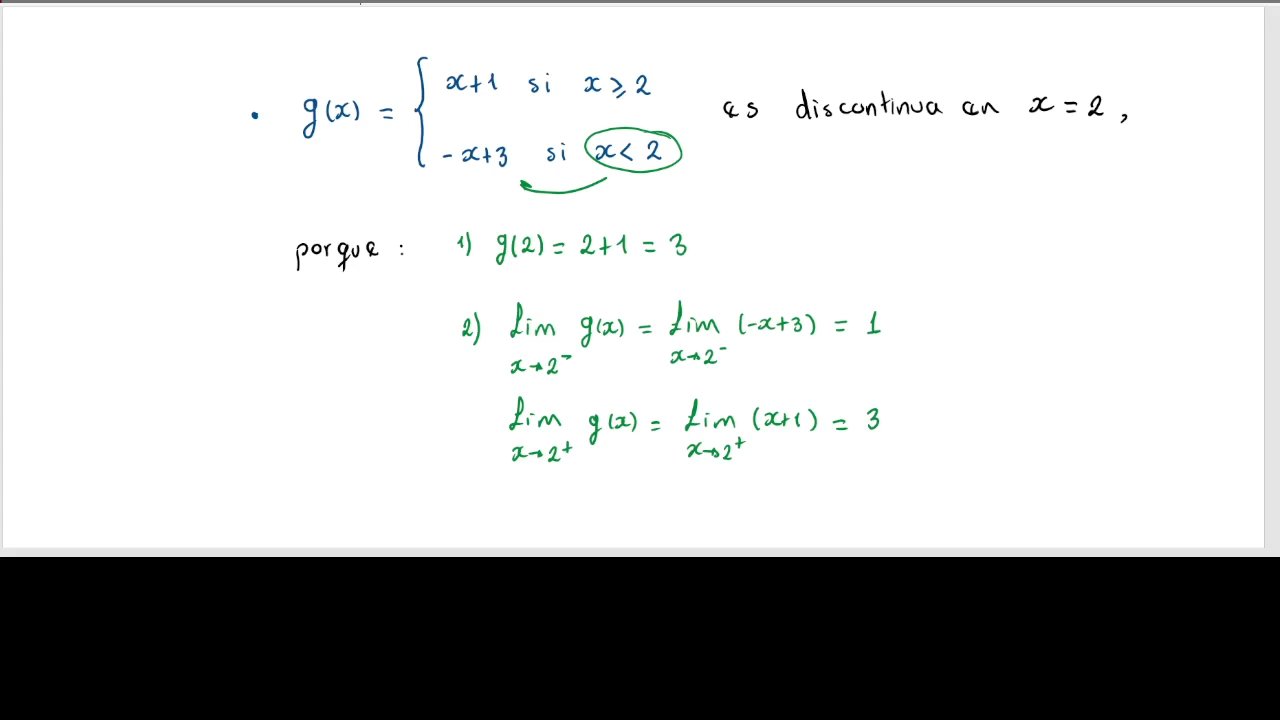 • g(x) = { x+1 si x ≥ 2
-x+3 si x < 2
es discontinua en x = 2,
porque : 1) g(2) = 2+1 = 3
2) lim g(x) = lim (-x+3) = 1
x→2⁻ x→2⁻
lim g(x) = lim (x+1) = 3
x→2⁺ x→2⁺